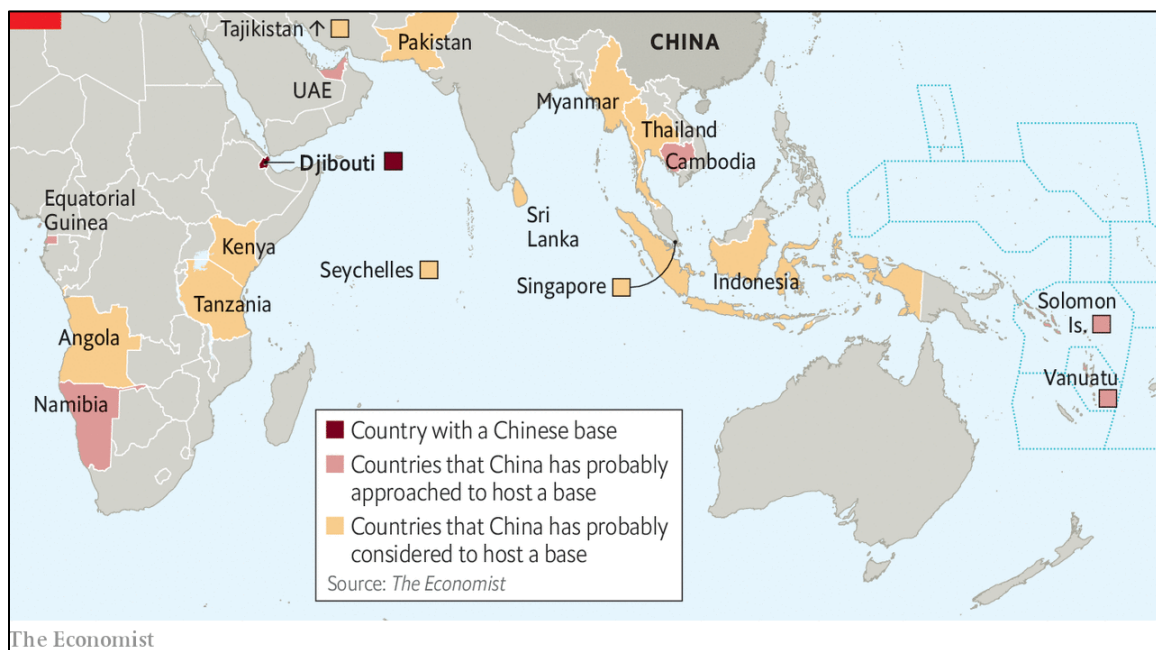 Tajikistan ↑
Pakistan
CHINA
UAE
Myanmar
Thailand
Djibouti
Cambodia
Equatorial
Guinea
Sri
Lanka
Kenya
Seychelles
Singapore
Indonesia
Tanzania
Solomon
Is.
Angola
Vanuatu
Namibia
Country with a Chinese base
Countries that China has probably
approached to host a base
Countries that China has probably
considered to host a base
Source: The Economist
The Economist